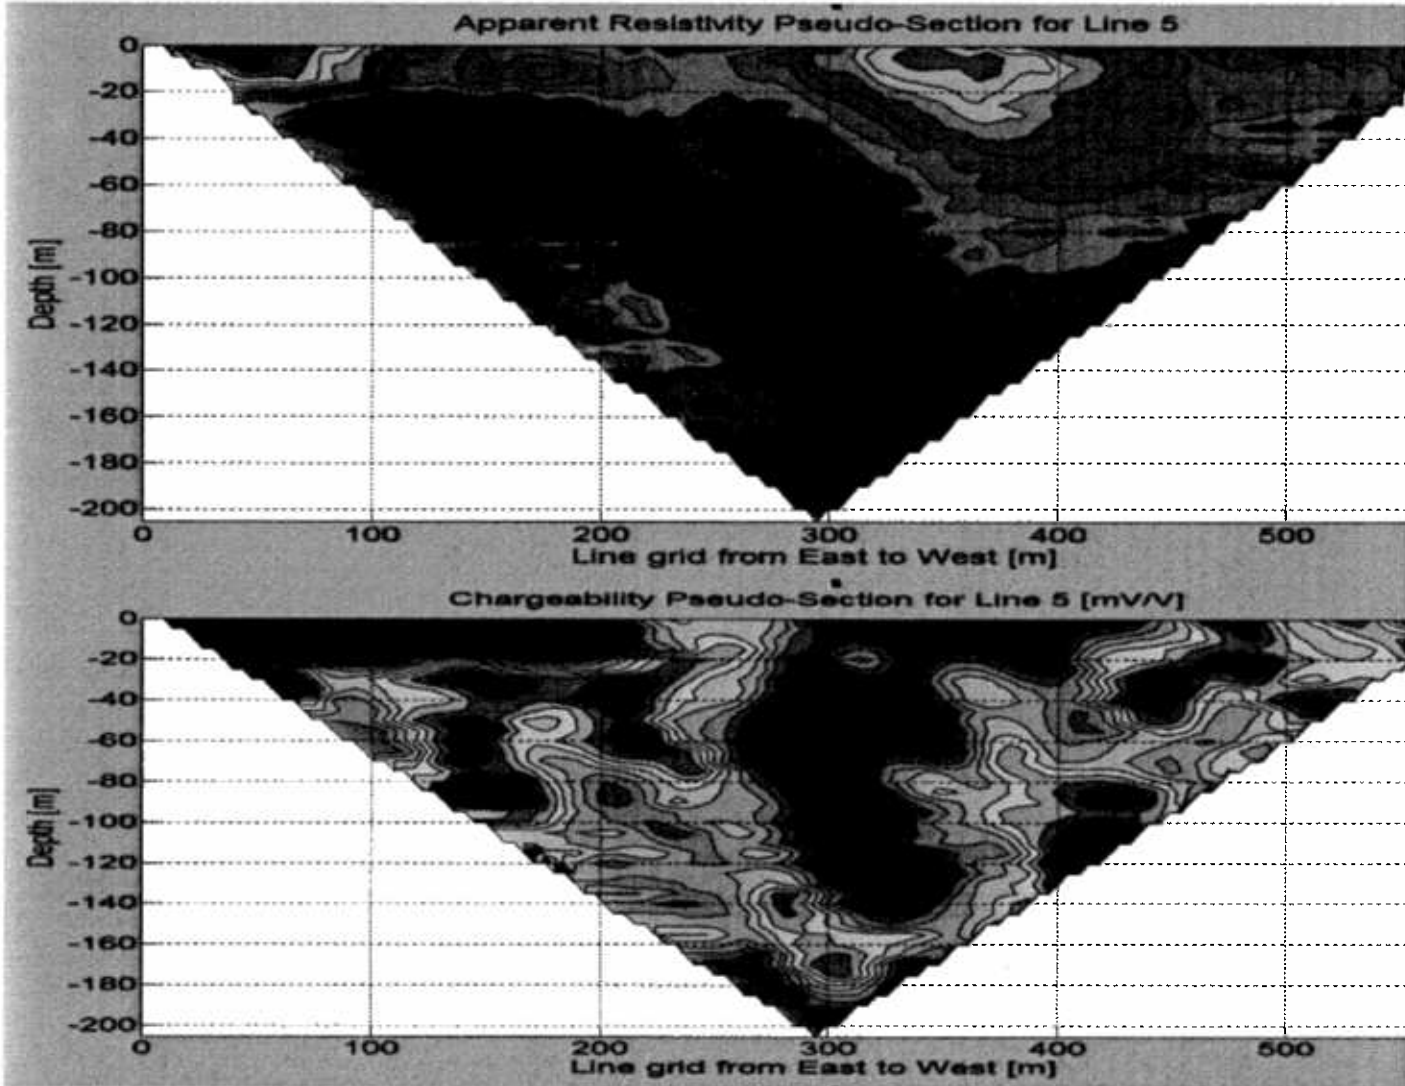 Apparent Resistivity Pseudo-Section for Line 5
0
-20
-40
-60
-80
-100
-120
-140
-160
-180
-200
Depth [m]
0 100 200 300 400 500
Line grid from East to West [m]
Chargeability Pseudo-Section for Line 5 [mV/V]
0
-20
-40
-60
-80
-100
-120
-140
-160
-180
-200
Depth [m]
0 100 200 300 400 500
Line grid from East to West [m]